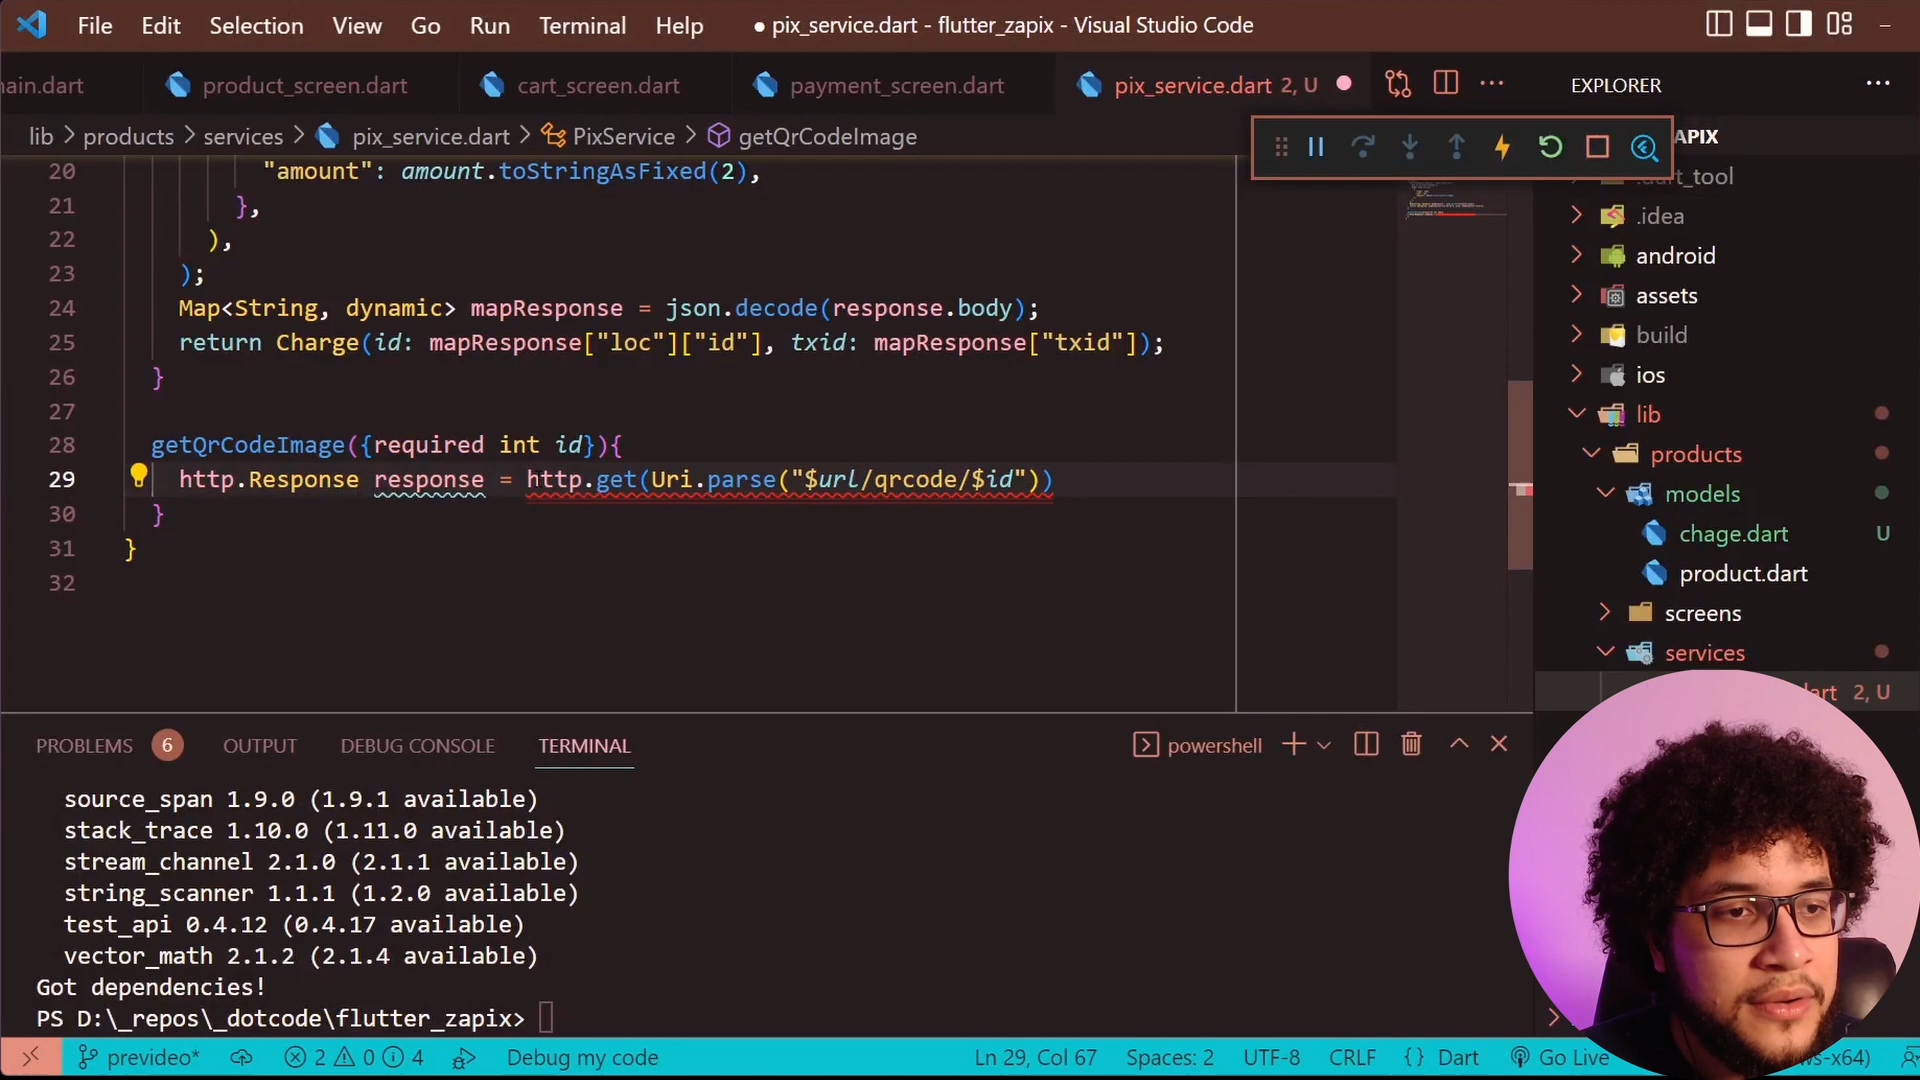 File Edit Selection View Go Run Terminal Help ● pix_service.dart - flutter_zapix - Visual Studio Code
ain.dart product_screen.dart cart_screen.dart payment_screen.dart pix_service.dart 2, U EXPLORER
lib > products > services > pix_service.dart > PixService > getQrCodeImage
20 "amount": amount.toStringAsFixed(2),
21 },
22 ),
23 );
24 Map<String, dynamic> mapResponse = json.decode(response.body);
25 return Charge(id: mapResponse["loc"]["id"], txid: mapResponse["txid"]);
26 }
27
28 getQrCodeImage({required int id}){
29 http.Response response = http.get(Uri.parse("$url/qrcode/$id"))
30 }
31 }
32
APIX
.dart_tool
.idea
android
assets
build
ios
lib
products
models
chage.dart U
product.dart
screens
services
dart 2, U
PROBLEMS 6 OUTPUT DEBUG CONSOLE TERMINAL powershell
source_span 1.9.0 (1.9.1 available)
stack_trace 1.10.0 (1.11.0 available)
stream_channel 2.1.0 (2.1.1 available)
string_scanner 1.1.1 (1.2.0 available)
test_api 0.4.12 (0.4.17 available)
vector_math 2.1.2 (2.1.4 available)
Got dependencies!
PS D:\_repos\_dotcode\flutter_zapix>
prevideo* 2 0 4 Debug my code Ln 29, Col 67 Spaces: 2 UTF-8 CRLF {} Dart Go Live ws-x64)